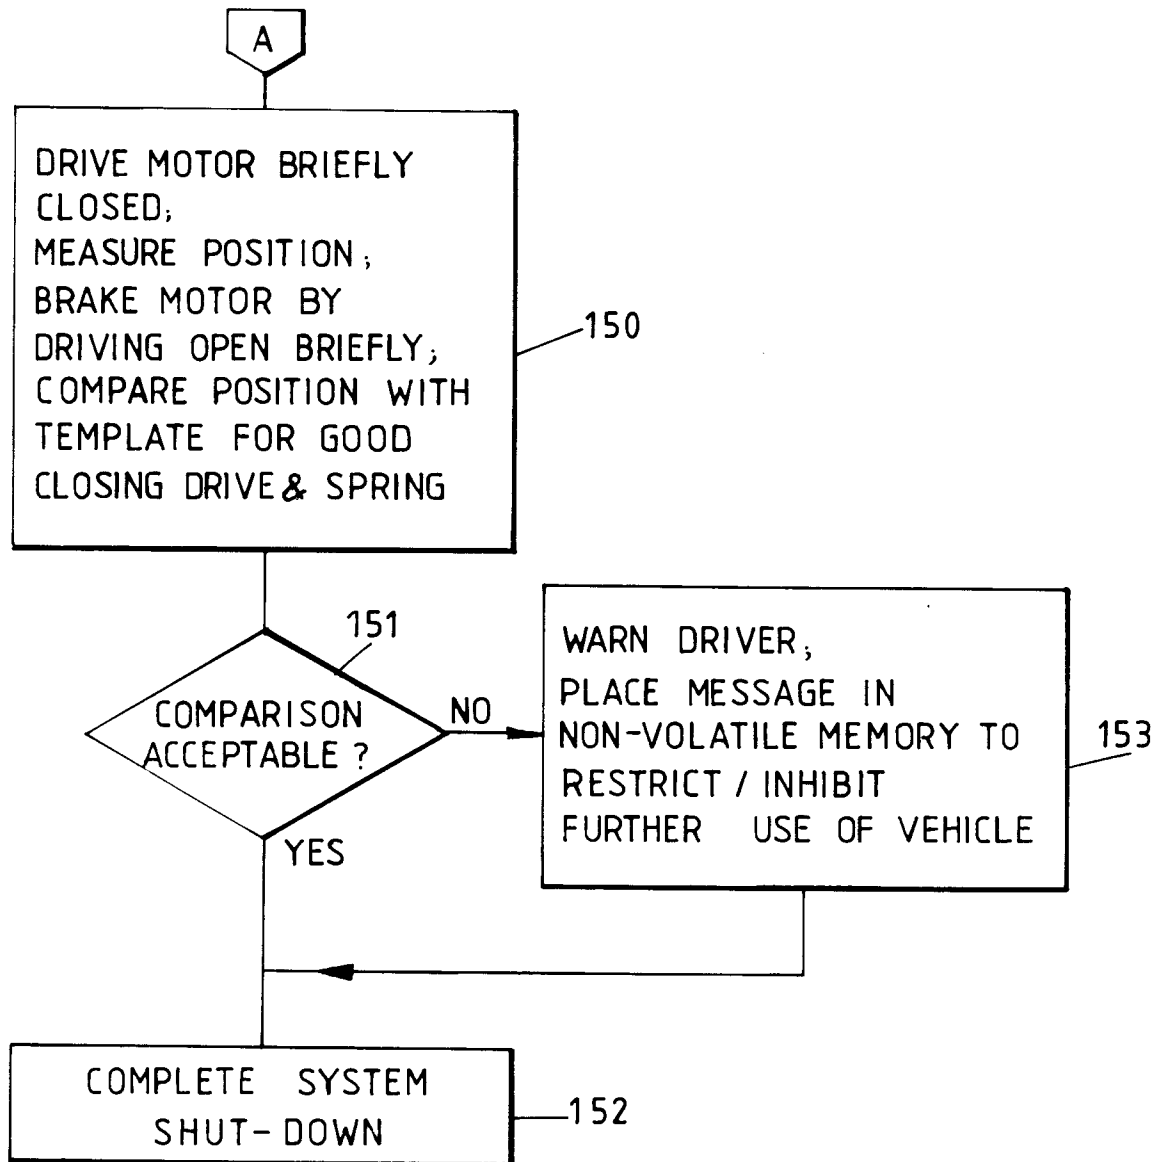 A
DRIVE MOTOR BRIEFLY
CLOSED;
MEASURE POSITION;
BRAKE MOTOR BY
DRIVING OPEN BRIEFLY;
COMPARE POSITION WITH
TEMPLATE FOR GOOD
CLOSING DRIVE & SPRING
150
151
COMPARISON
ACCEPTABLE ?
NO
YES
WARN DRIVER;
PLACE MESSAGE IN
NON-VOLATILE MEMORY TO
RESTRICT / INHIBIT
FURTHER USE OF VEHICLE
153
COMPLETE SYSTEM
SHUT-DOWN
152